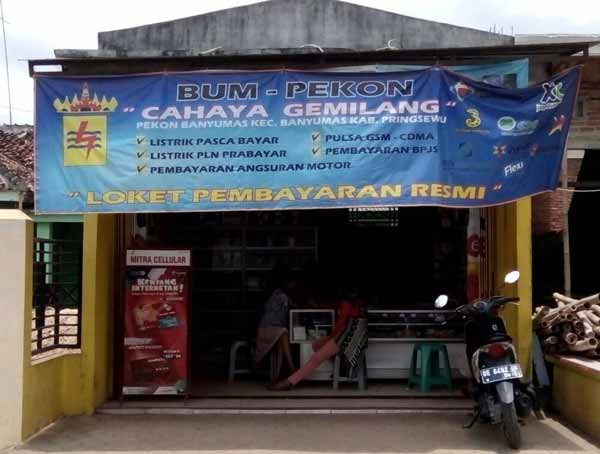 BUM - PEKON
" CAHAYA GEMILANG "
PEKON BANYUMAS KEC. BANYUMAS KAB. PRINGSEWU
✓ LISTRIK PASCA BAYAR
✓ LISTRIK PLN PRABAYAR
✓ PEMBAYARAN ANGSURAN MOTOR
✓ PULSA GSM - CDMA
✓ PEMBAYARAN BPJS
" LOKET PEMBAYARAN RESMI "
3
XL
Flexi
MITRA CELLULAR
INTERNETAN!